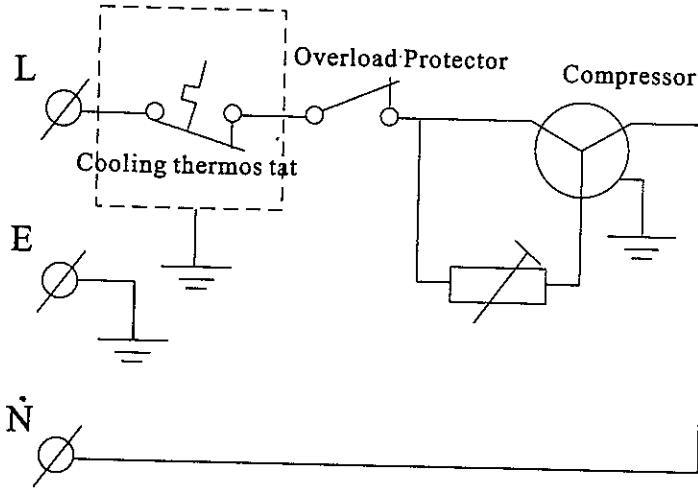 L
Overload Protector
Compressor
Cooling thermos tat
E
N